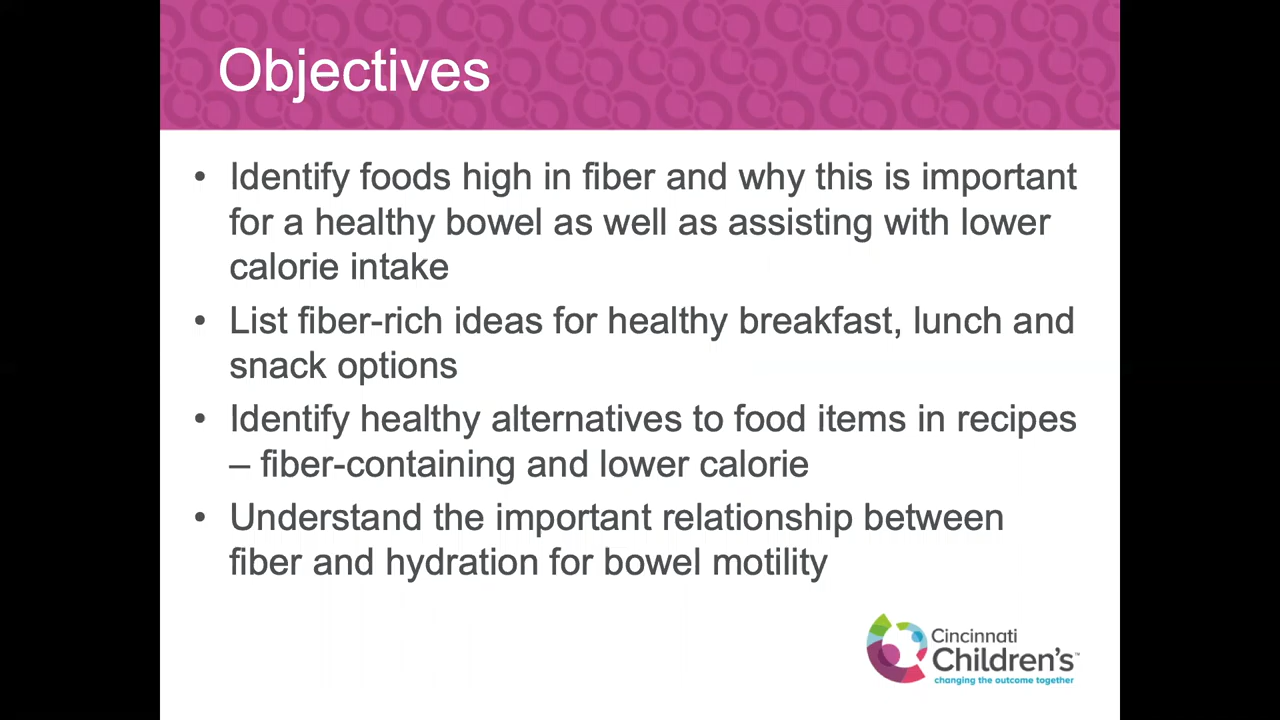 Objectives
• Identify foods high in fiber and why this is important
for a healthy bowel as well as assisting with lower
calorie intake
• List fiber-rich ideas for healthy breakfast, lunch and
snack options
• Identify healthy alternatives to food items in recipes
– fiber-containing and lower calorie
• Understand the important relationship between
fiber and hydration for bowel motility
Cincinnati
Children's™
changing the outcome together